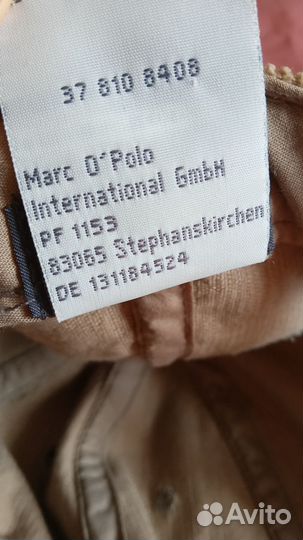 37 810 8408
Marc O'Polo
International GmbH
PF 1153
83065 Stephanskirchen
DE 131184524
Avito